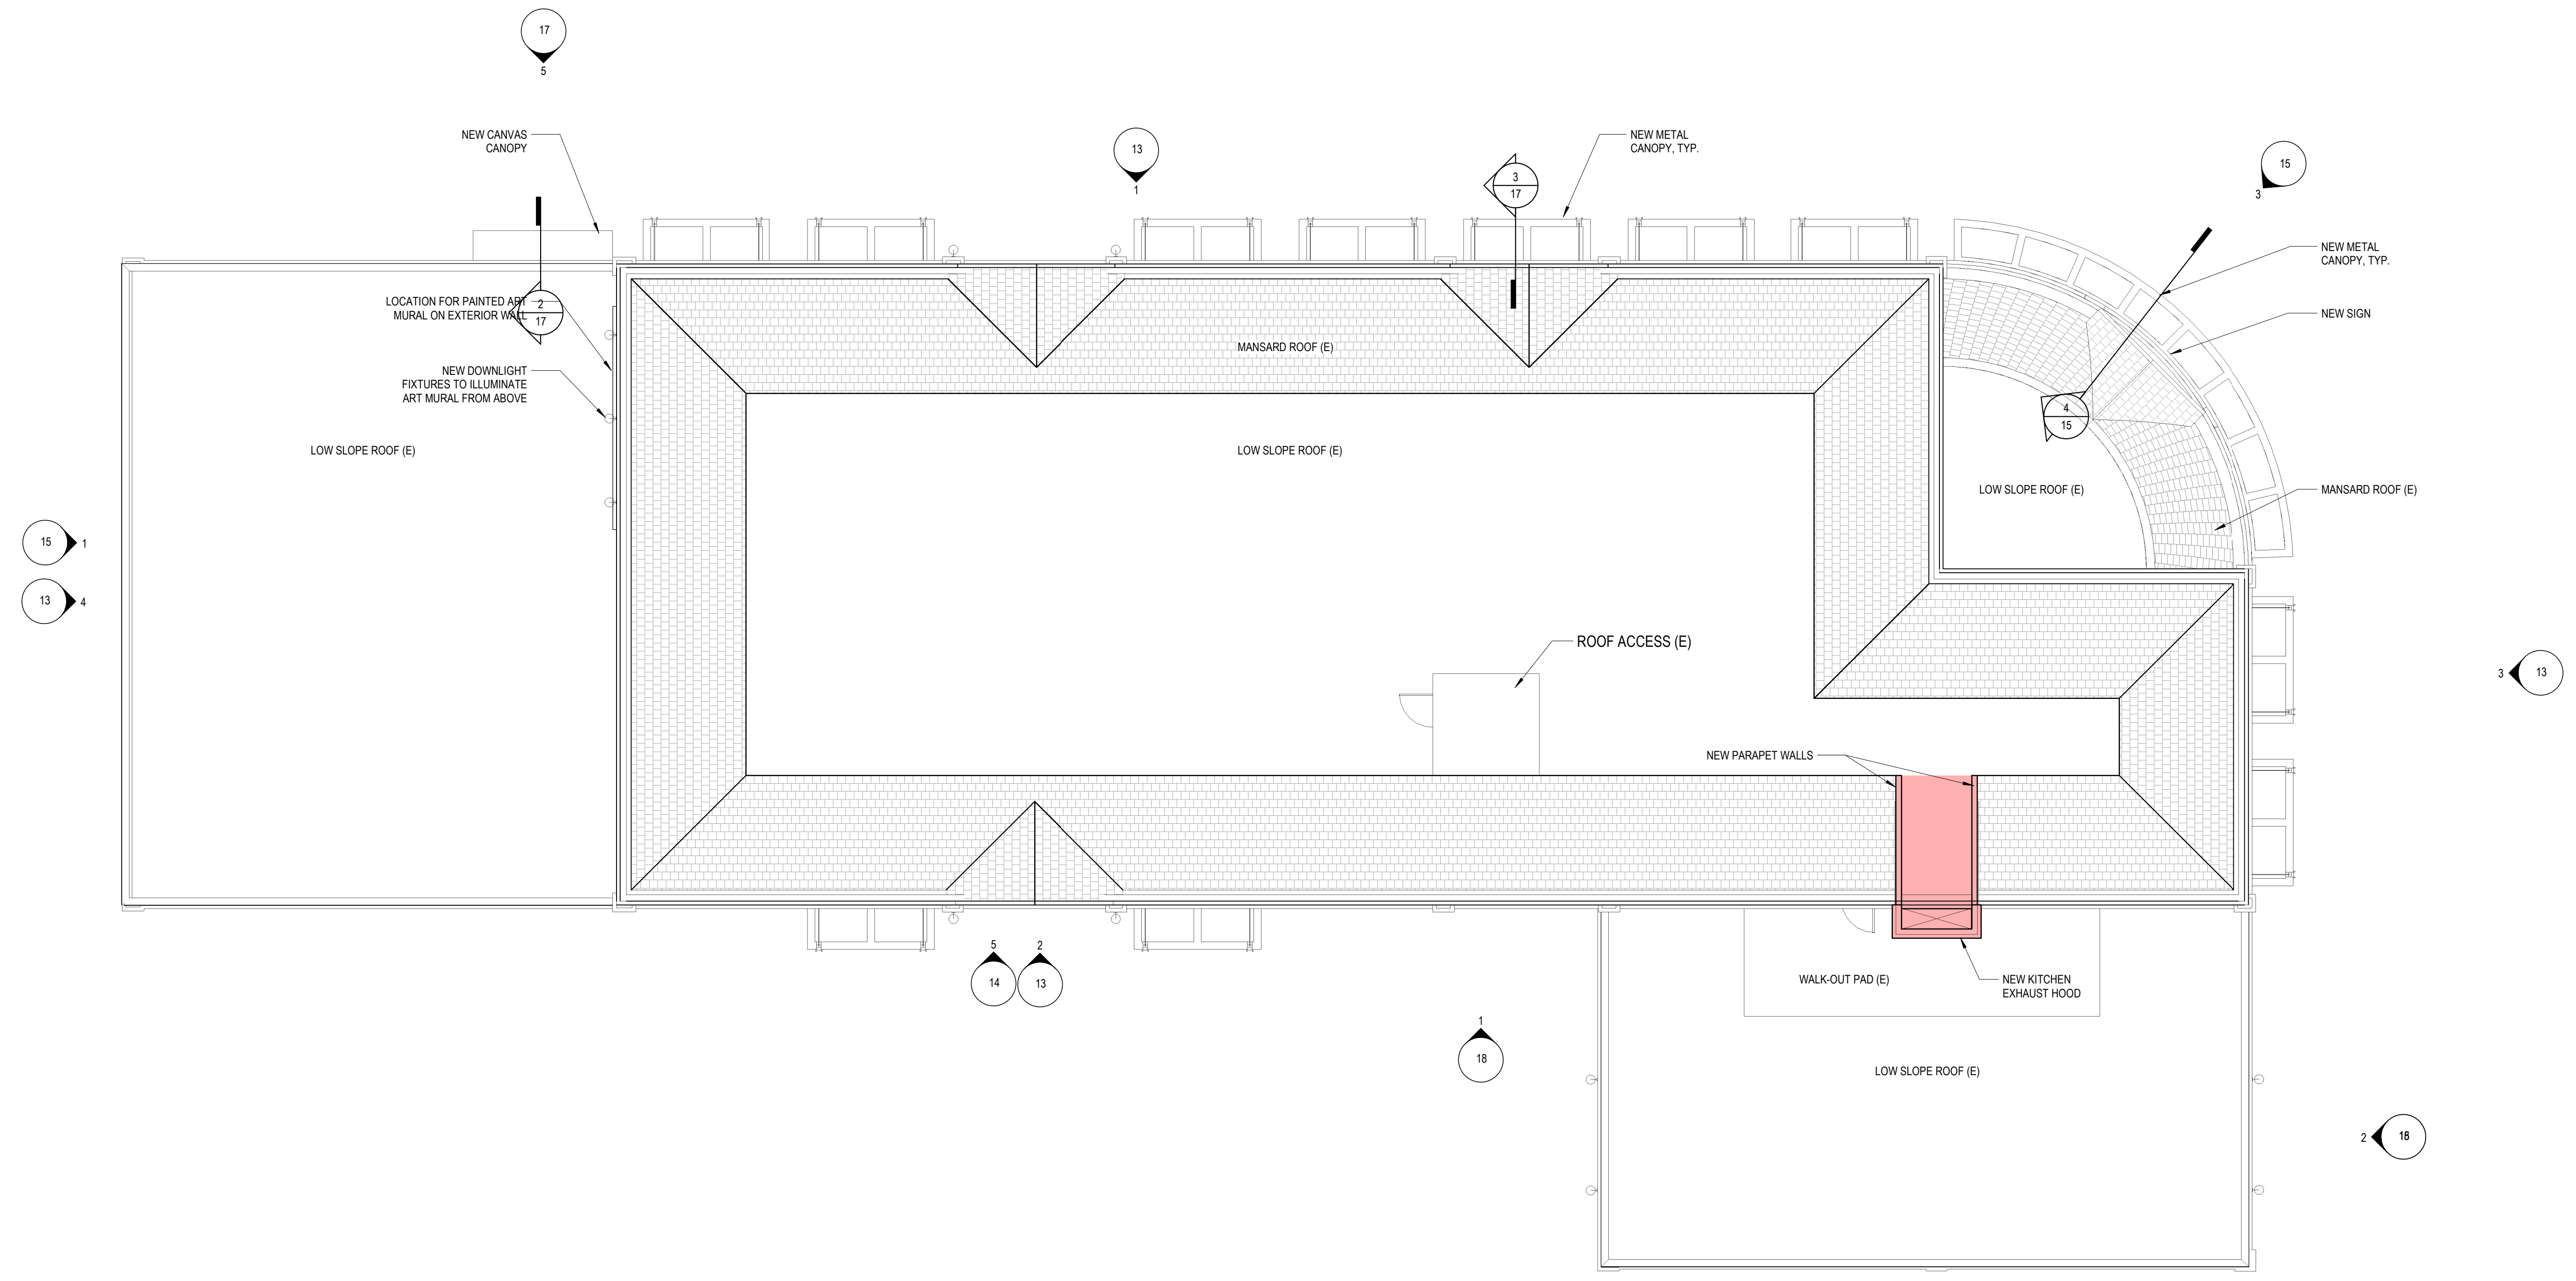 17
5
NEW CANVAS
CANOPY
13
1
NEW METAL
CANOPY, TYP.
3
17
15
3
NEW METAL
CANOPY, TYP.
LOCATION FOR PAINTED ART
MURAL ON EXTERIOR WALL
2
17
NEW SIGN
MANSARD ROOF (E)
NEW DOWNLIGHT
FIXTURES TO ILLUMINATE
ART MURAL FROM ABOVE
4
15
LOW SLOPE ROOF (E)
LOW SLOPE ROOF (E)
LOW SLOPE ROOF (E)
MANSARD ROOF (E)
15
1
13
4
ROOF ACCESS (E)
3
13
NEW PARAPET WALLS
5
14
2
13
WALK-OUT PAD (E)
NEW KITCHEN
EXHAUST HOOD
1
18
LOW SLOPE ROOF (E)
2